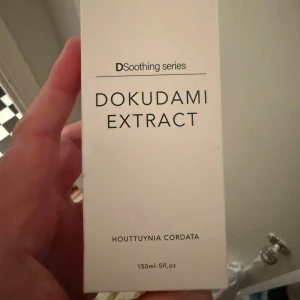 DSoothing series
DOKUDAMI
EXTRACT
HOUTTUYNIA CORDATA
150ml-5fl,oz